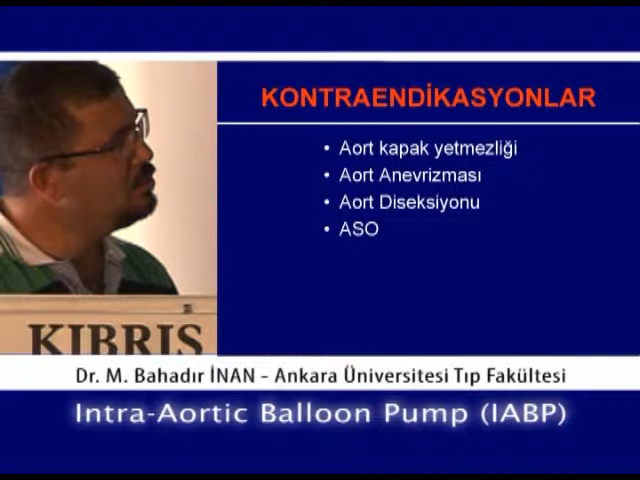 KONTRAENDİKASYONLAR
• Aort kapak yetmezliği
• Aort Anevrizması
• Aort Diseksiyonu
• ASO
KIBRIS
Dr. M. Bahadır İNAN - Ankara Üniversitesi Tıp Fakültesi
Intra-Aortic Balloon Pump (IABP)